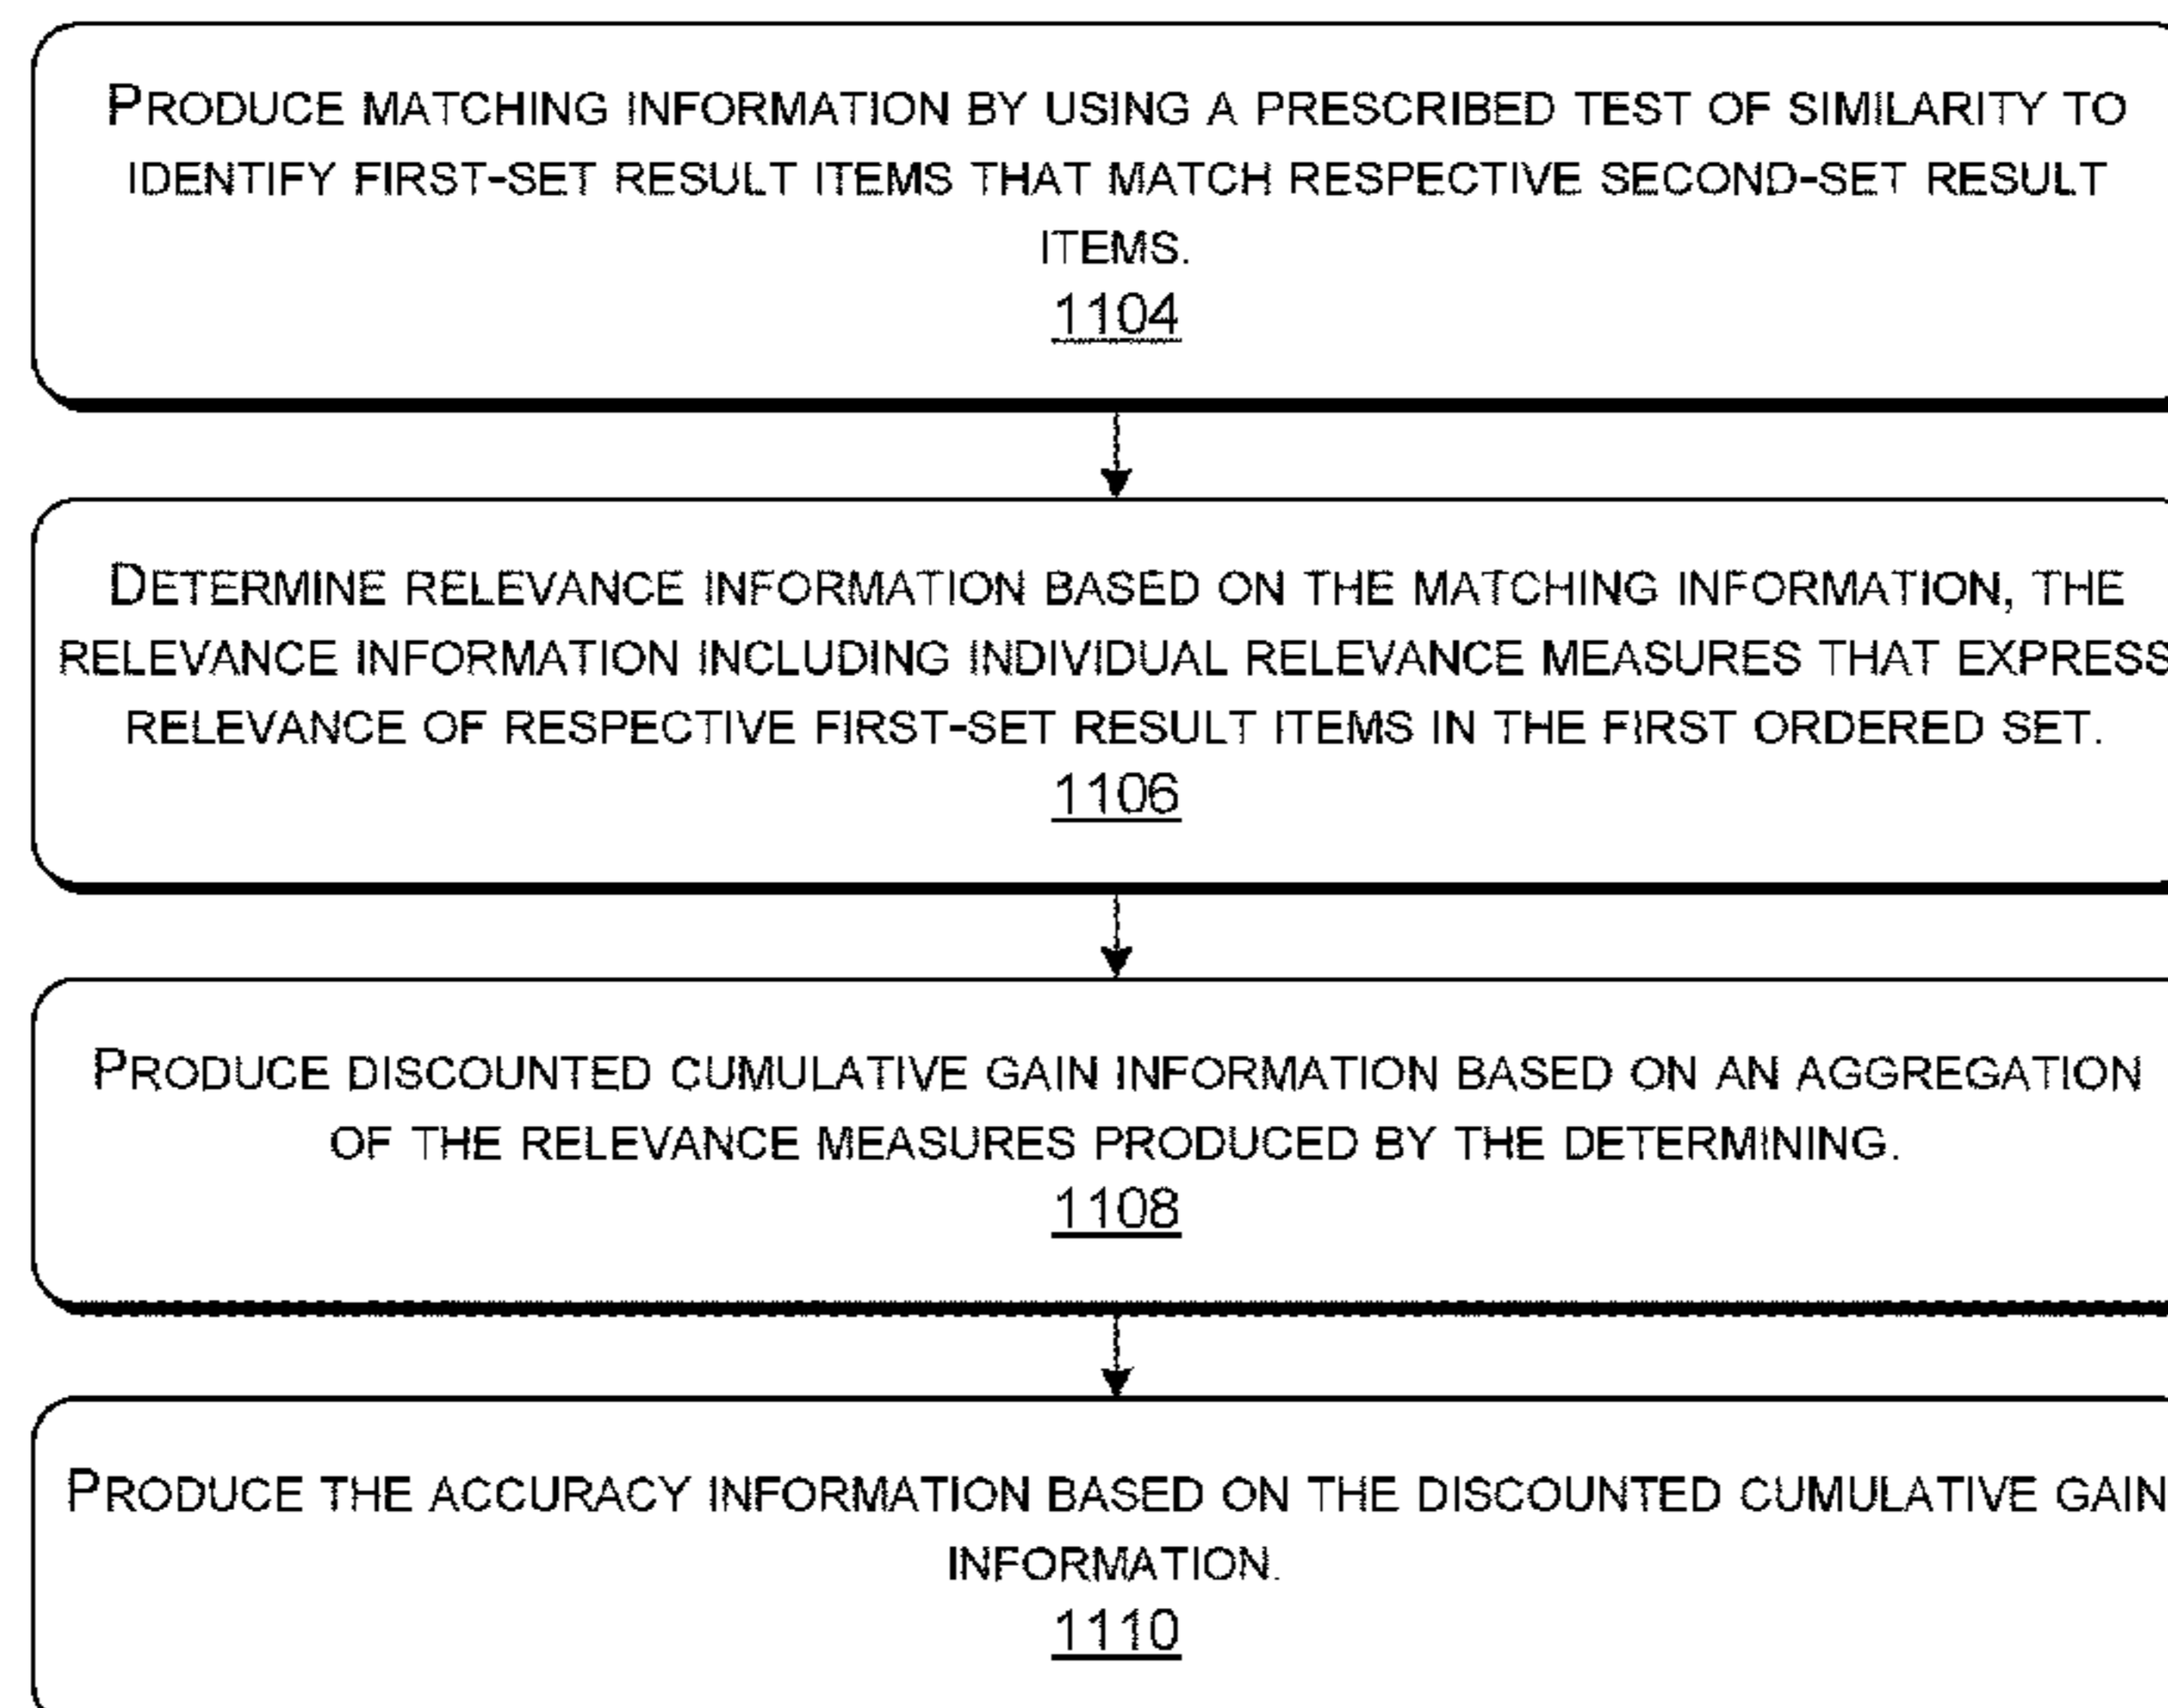 PRODUCE MATCHING INFORMATION BY USING A PRESCRIBED TEST OF SIMILARITY TO
IDENTIFY FIRST-SET RESULT ITEMS THAT MATCH RESPECTIVE SECOND-SET RESULT
ITEMS.
1104
DETERMINE RELEVANCE INFORMATION BASED ON THE MATCHING INFORMATION, THE
RELEVANCE INFORMATION INCLUDING INDIVIDUAL RELEVANCE MEASURES THAT EXPRESS
RELEVANCE OF RESPECTIVE FIRST-SET RESULT ITEMS IN THE FIRST ORDERED SET.
1106
PRODUCE DISCOUNTED CUMULATIVE GAIN INFORMATION BASED ON AN AGGREGATION
OF THE RELEVANCE MEASURES PRODUCED BY THE DETERMINING.
1108
PRODUCE THE ACCURACY INFORMATION BASED ON THE DISCOUNTED CUMULATIVE GAIN
INFORMATION.
1110